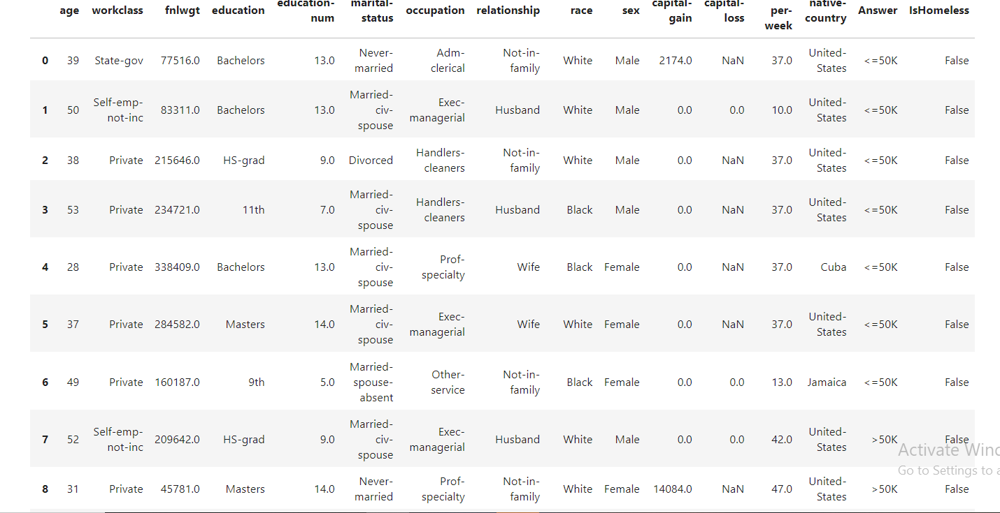 age workclass fnlwgt education education-num marital-status occupation relationship race sex capital-gain capital-loss per-week native-country Answer IsHomeless
0 39 State-gov 77516.0 Bachelors 13.0 Never-married Adm-clerical Not-in-family White Male 2174.0 NaN 37.0 United-States <=50K False
1 50 Self-emp-not-inc 83311.0 Bachelors 13.0 Married-civ-spouse Exec-managerial Husband White Male 0.0 0.0 10.0 United-States <=50K False
2 38 Private 215646.0 HS-grad 9.0 Divorced Handlers-cleaners Not-in-family White Male 0.0 NaN 37.0 United-States <=50K False
3 53 Private 234721.0 11th 7.0 Married-civ-spouse Handlers-cleaners Husband Black Male 0.0 NaN 37.0 United-States <=50K False
4 28 Private 338409.0 Bachelors 13.0 Married-civ-spouse Prof-specialty Wife Black Female 0.0 NaN 37.0 Cuba <=50K False
5 37 Private 284582.0 Masters 14.0 Married-civ-spouse Exec-managerial Wife White Female 0.0 NaN 37.0 United-States <=50K False
6 49 Private 160187.0 9th 5.0 Married-spouse-absent Other-service Not-in-family Black Female 0.0 0.0 13.0 Jamaica <=50K False
7 52 Self-emp-not-inc 209642.0 HS-grad 9.0 Married-civ-spouse Exec-managerial Husband White Male 0.0 0.0 42.0 United-States >50K False
Activate Wind
Go to Settings to a
8 31 Private 45781.0 Masters 14.0 Never-married Prof-specialty Not-in-family White Female 14084.0 NaN 47.0 United-States >50K False